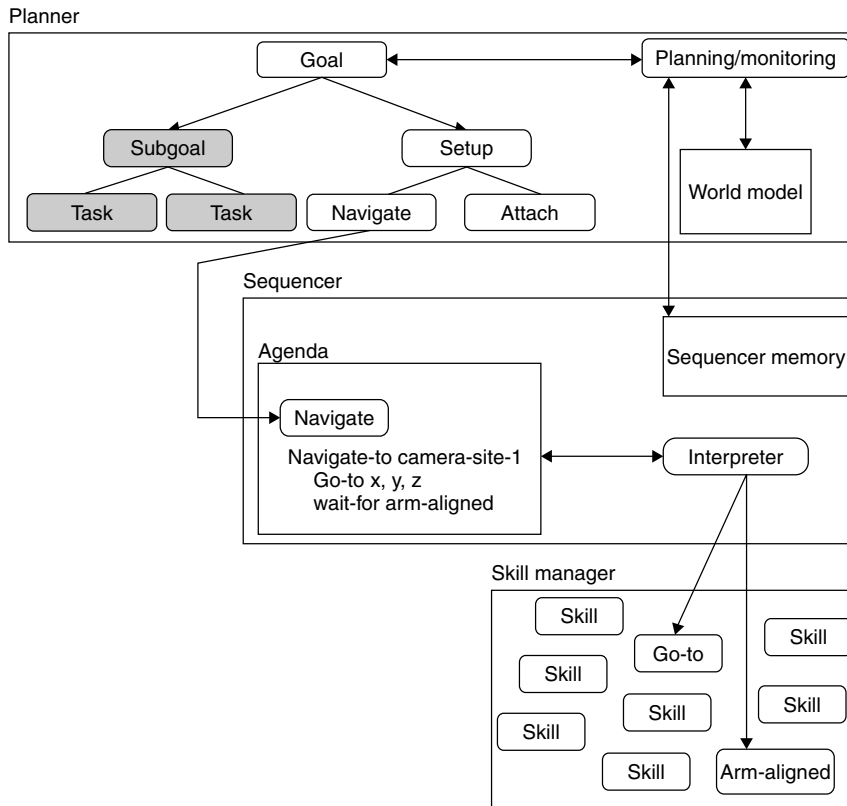 Planner
Goal
Planning/monitoring
Subgoal
Setup
World model
Task
Task
Navigate
Attach
Sequencer
Sequencer memory
Agenda
Navigate
Navigate-to camera-site-1
Go-to x, y, z
wait-for arm-aligned
Interpreter
Skill manager
Skill
Skill
Go-to
Skill
Skill
Skill
Skill
Skill
Arm-aligned